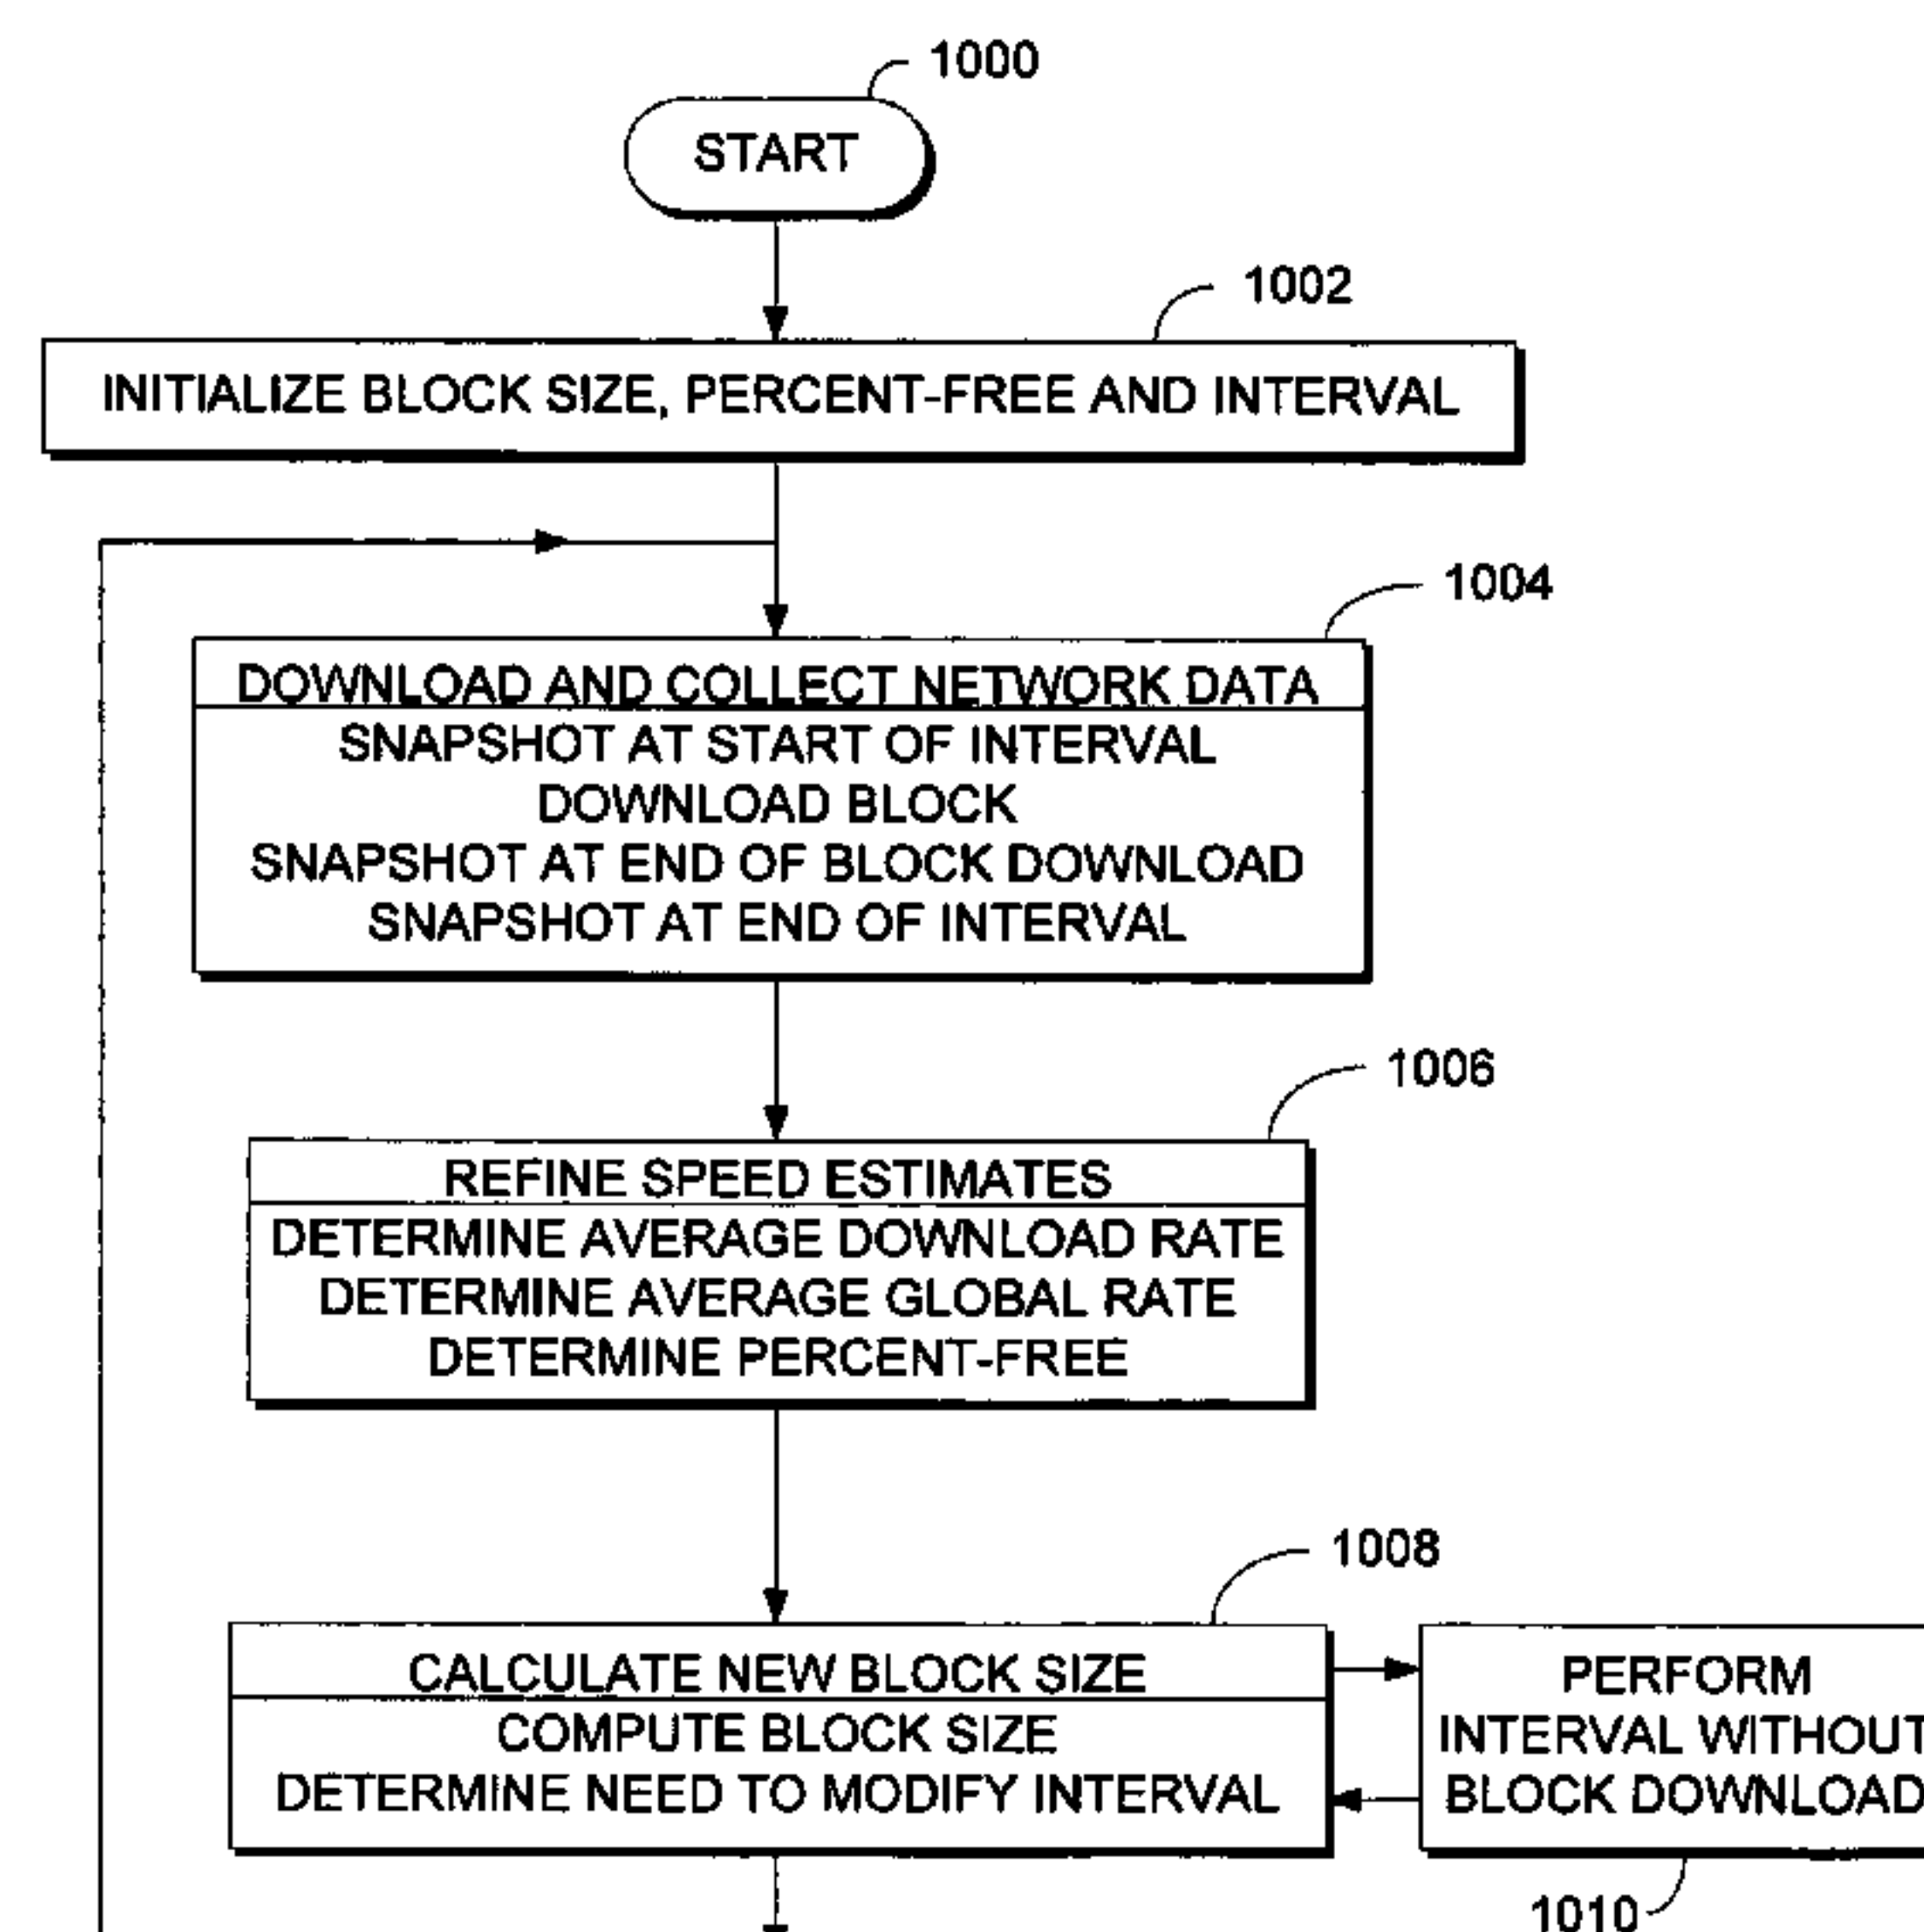 1000
START
1002
INITIALIZE BLOCK SIZE, PERCENT-FREE AND INTERVAL
1004
DOWNLOAD AND COLLECT NETWORK DATA
SNAPSHOT AT START OF INTERVAL
DOWNLOAD BLOCK
SNAPSHOT AT END OF BLOCK DOWNLOAD
SNAPSHOT AT END OF INTERVAL
1006
REFINE SPEED ESTIMATES
DETERMINE AVERAGE DOWNLOAD RATE
DETERMINE AVERAGE GLOBAL RATE
DETERMINE PERCENT-FREE
1008
CALCULATE NEW BLOCK SIZE
COMPUTE BLOCK SIZE
DETERMINE NEED TO MODIFY INTERVAL
PERFORM
INTERVAL WITHOUT
BLOCK DOWNLOAD
1010